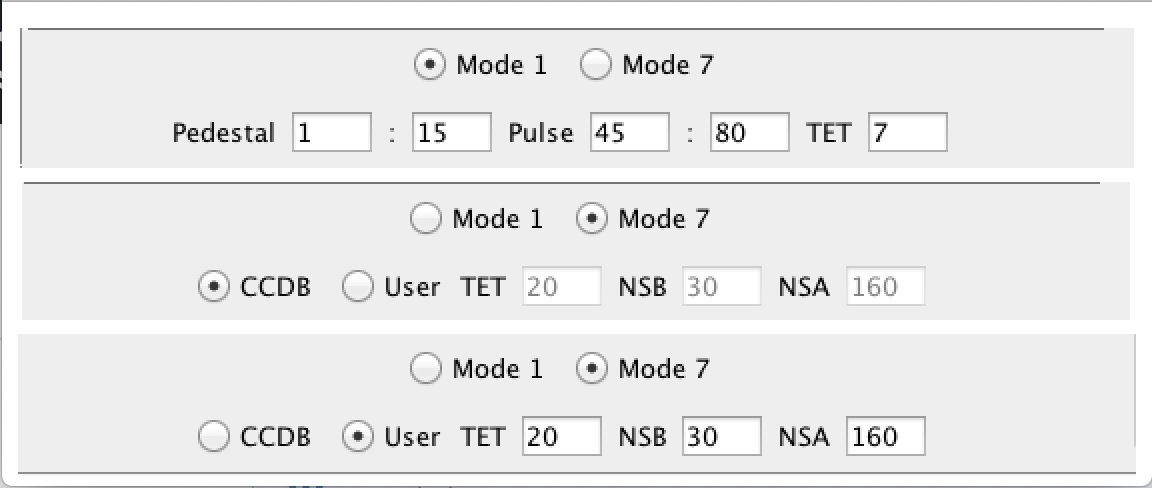 Mode 1 Mode 7
Pedestal 1 : 15 Pulse 45 : 80 TET 7
Mode 1 Mode 7
CCDB User TET 20 NSB 30 NSA 160
Mode 1 Mode 7
CCDB User TET 20 NSB 30 NSA 160